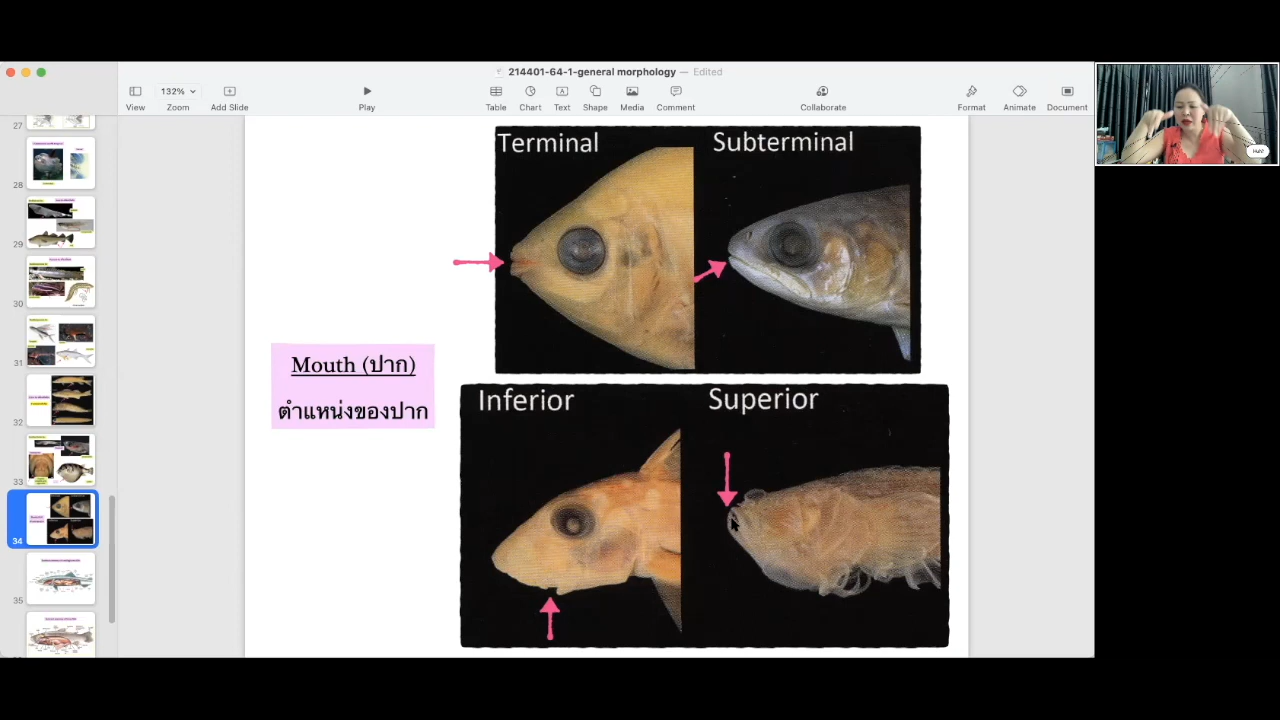 214401-64-1-general morphology — Edited
132%
View
Zoom
Add Slide
Play
Table
Chart
Text
Shape
Media
Comment
Collaborate
Format
Animate
Document
27
28
29
30
31
32
33
34
35
Terminal
Subterminal
Mouth (ปาก)
ตำแหน่งของปาก
Inferior
Superior